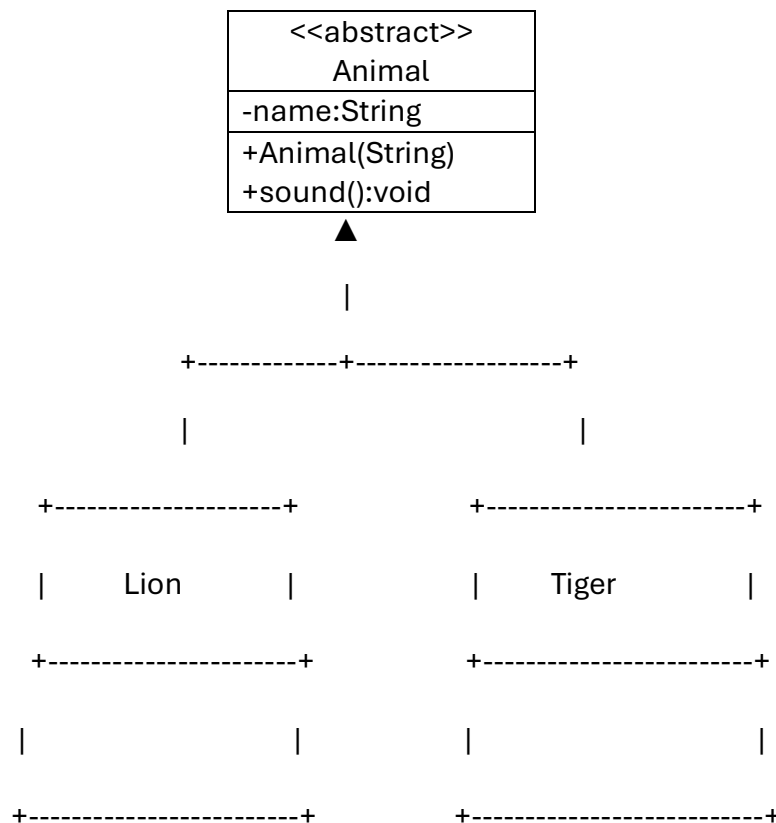 <<abstract>>
Animal
-name:String
+Animal(String)
+sound():void
▲
|
+-------------+-------------------+
| |
+---------------------+ +------------------------+
| Lion | | Tiger |
+-----------------------+ +--------------------------+
| | | |
+-------------------------+ +---------------------------+